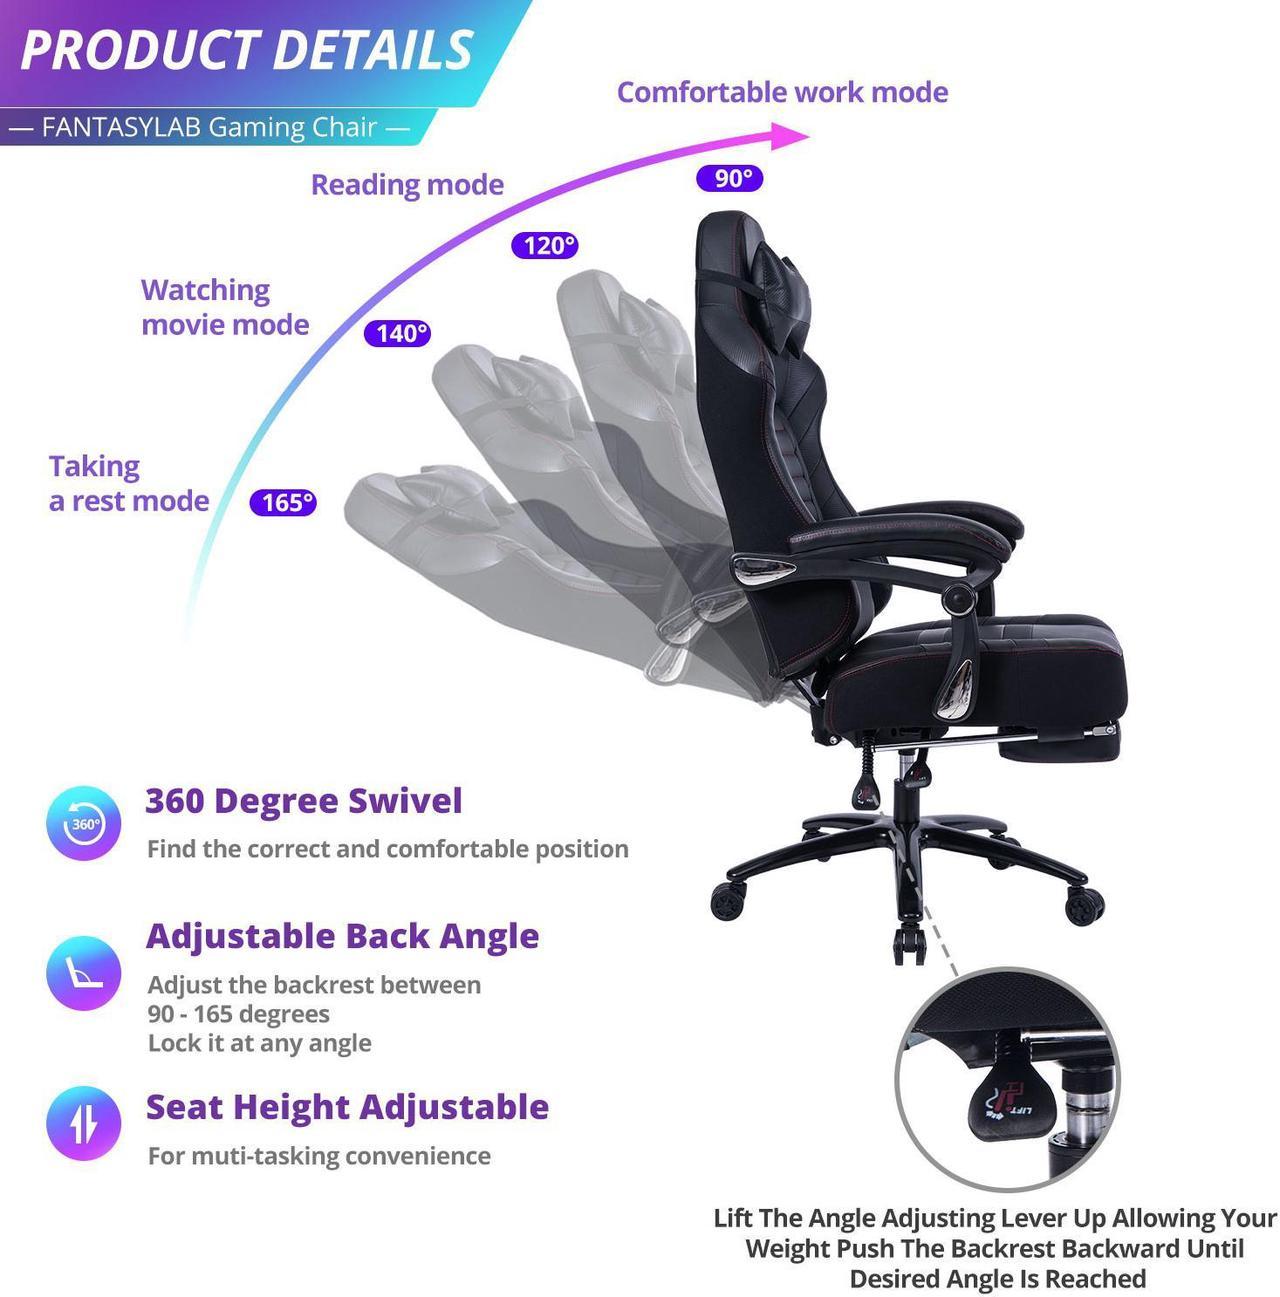 PRODUCT DETAILS
— FANTASYLAB Gaming Chair —
Comfortable work mode
90°
Reading mode
120°
Watching
movie mode
140°
Taking
a rest mode
165°
360°
360 Degree Swivel
Find the correct and comfortable position
Adjustable Back Angle
Adjust the backrest between
90 - 165 degrees
Lock it at any angle
Seat Height Adjustable
For muti-tasking convenience
LIFT
Lift The Angle Adjusting Lever Up Allowing Your
Weight Push The Backrest Backward Until
Desired Angle Is Reached